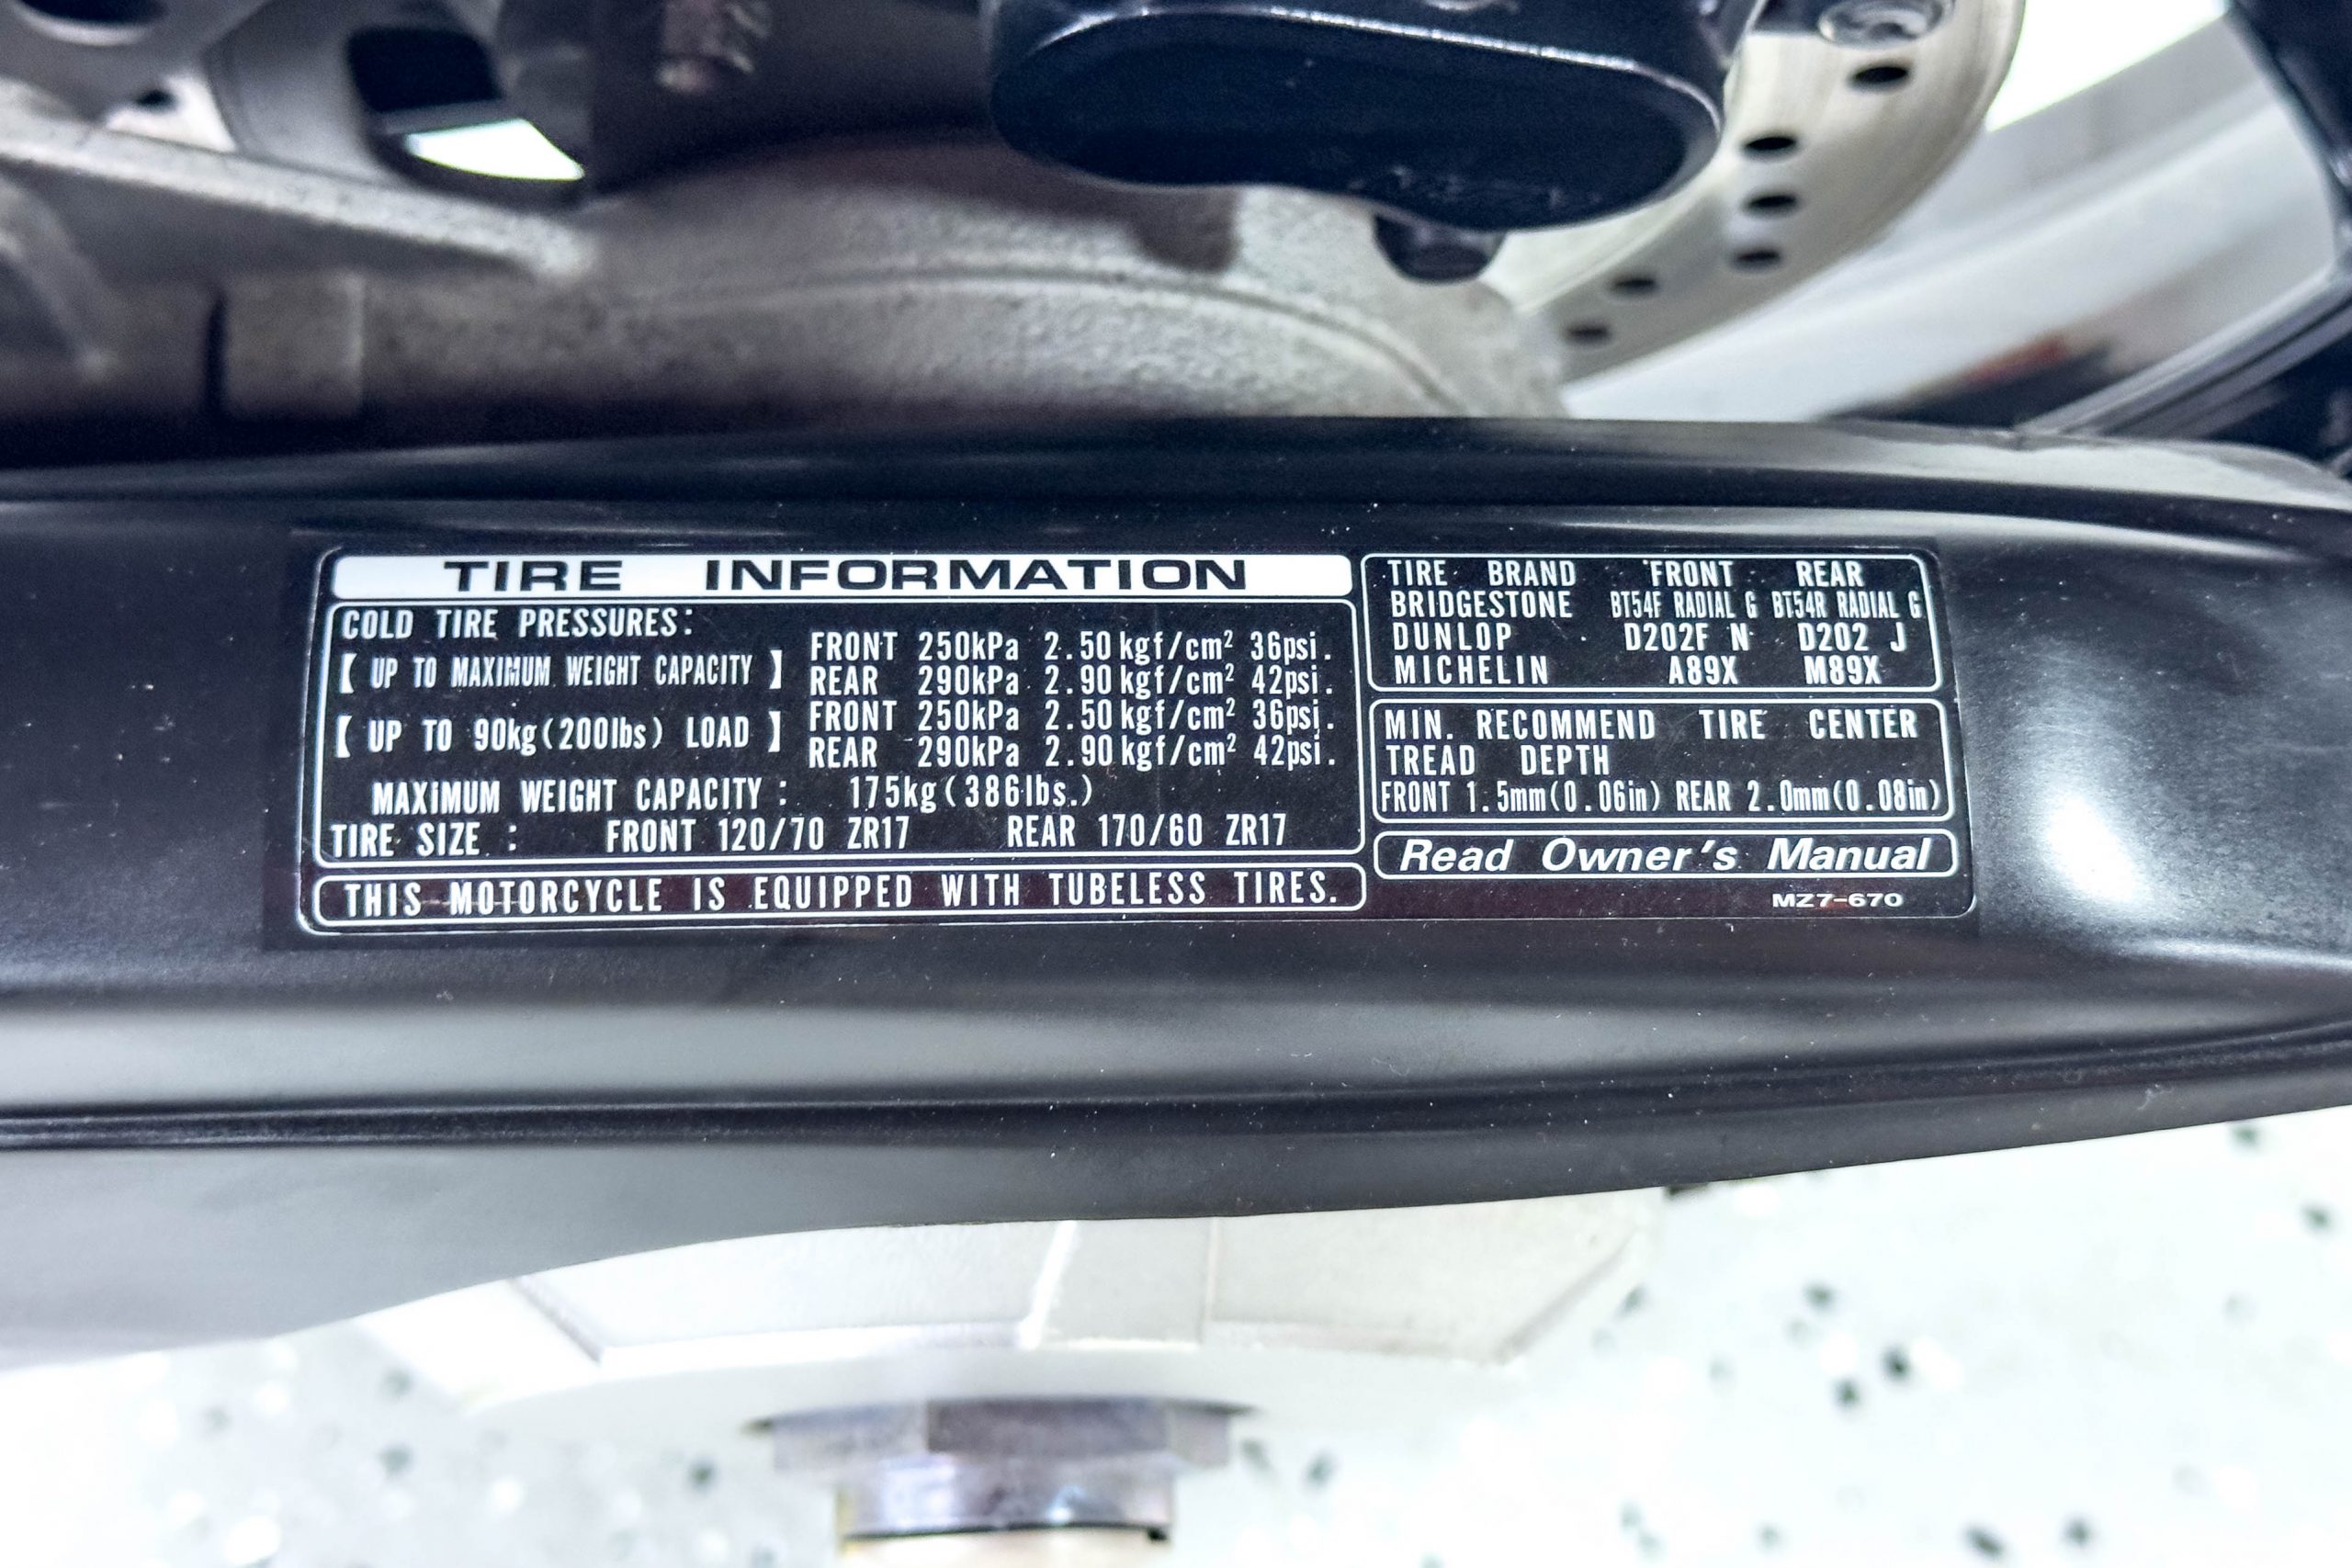 TIRE INFORMATION
COLD TIRE PRESSURES:
【 UP TO MAXIMUM WEIGHT CAPACITY 】 FRONT 250kPa 2.50 kgf/cm² 36psi.
REAR 290kPa 2.90 kgf/cm² 42psi.
【 UP TO 90kg(200lbs) LOAD 】 FRONT 250kPa 2.50 kgf/cm² 36psi.
REAR 290kPa 2.90 kgf/cm² 42psi.
MAXIMUM WEIGHT CAPACITY : 175kg(386lbs.)
TIRE SIZE : FRONT 120/70 ZR17 REAR 170/60 ZR17
THIS MOTORCYCLE IS EQUIPPED WITH TUBELESS TIRES.
TIRE BRAND FRONT REAR
BRIDGESTONE BT54F RADIAL G BT54R RADIAL G
DUNLOP D202F N D202 J
MICHELIN A89X M89X
MIN. RECOMMEND TIRE CENTER
TREAD DEPTH
FRONT 1.5mm(0.06in) REAR 2.0mm(0.08in)
Read Owner's Manual
MZ7-670